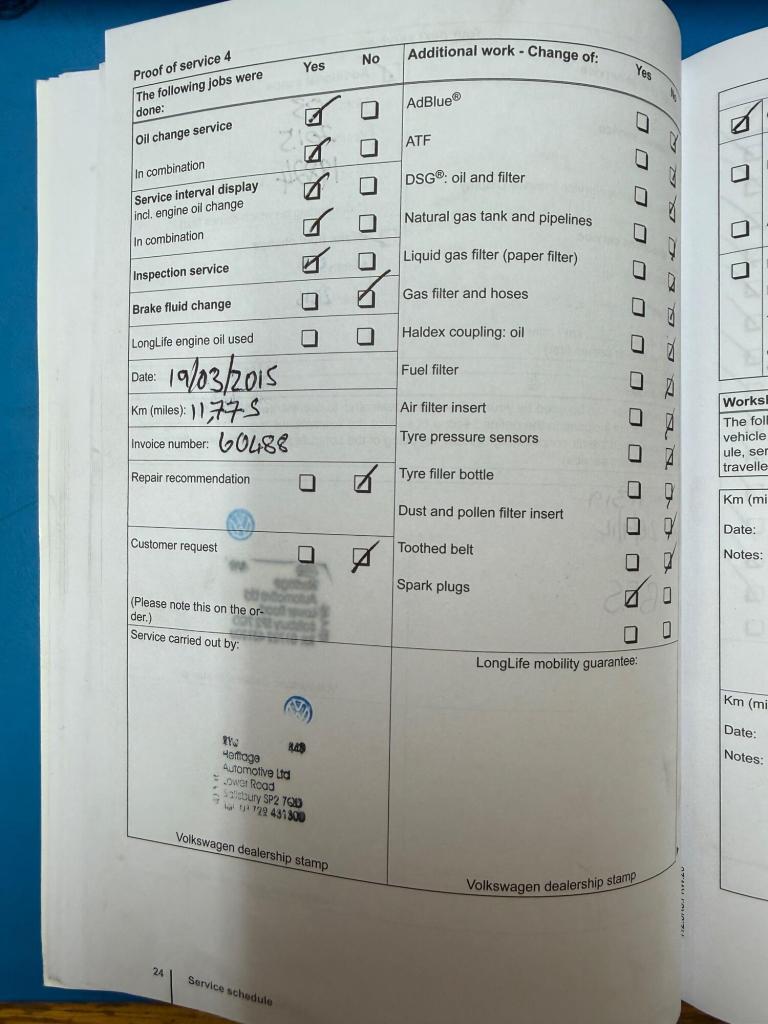 Proof of service 4
The following jobs were
done:
Yes
No
Oil change service
In combination
Service interval display
incl. engine oil change
In combination
Inspection service
Brake fluid change
LongLife engine oil used
Date: 19/03/2015
Km (miles): 11,775
Invoice number: 60488
Repair recommendation
Customer request
(Please note this on the or-
der.)
Service carried out by:
Heritage
Automotive Ltd
Lower Road
Salisbury SP2 7QD
Volkswagen dealership stamp
Additional work - Change of:
Yes
No
AdBlue®
ATF
DSG®: oil and filter
Natural gas tank and pipelines
Liquid gas filter (paper filter)
Gas filter and hoses
Haldex coupling: oil
Fuel filter
Air filter insert
Tyre pressure sensors
Tyre filler bottle
Dust and pollen filter insert
Toothed belt
Spark plugs
LongLife mobility guarantee:
Volkswagen dealership stamp
24
Service schedule
Worksh
The foll
vehicle
ule, ser
travelle
Km (mi
Date:
Notes:
Km (mi
Date:
Notes: